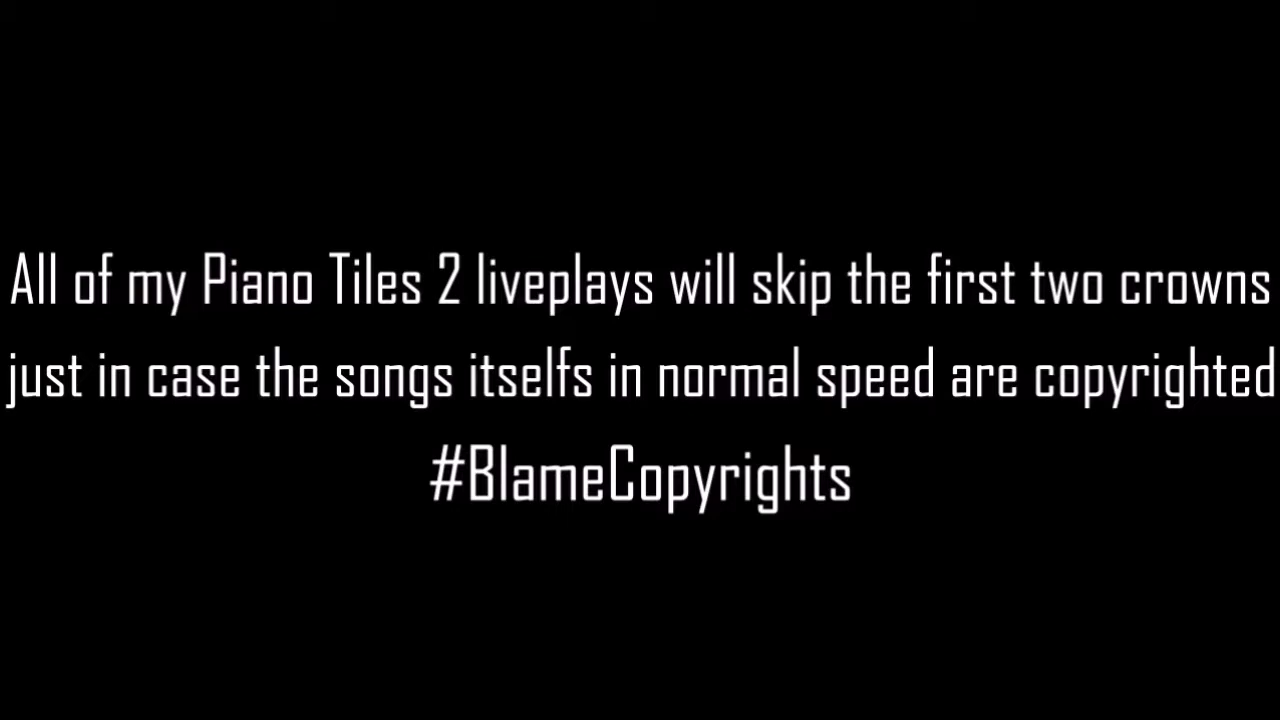 All of my Piano Tiles 2 liveplays will skip the first two crowns
just in case the songs itselfs in normal speed are copyrighted
#BlameCopyrights